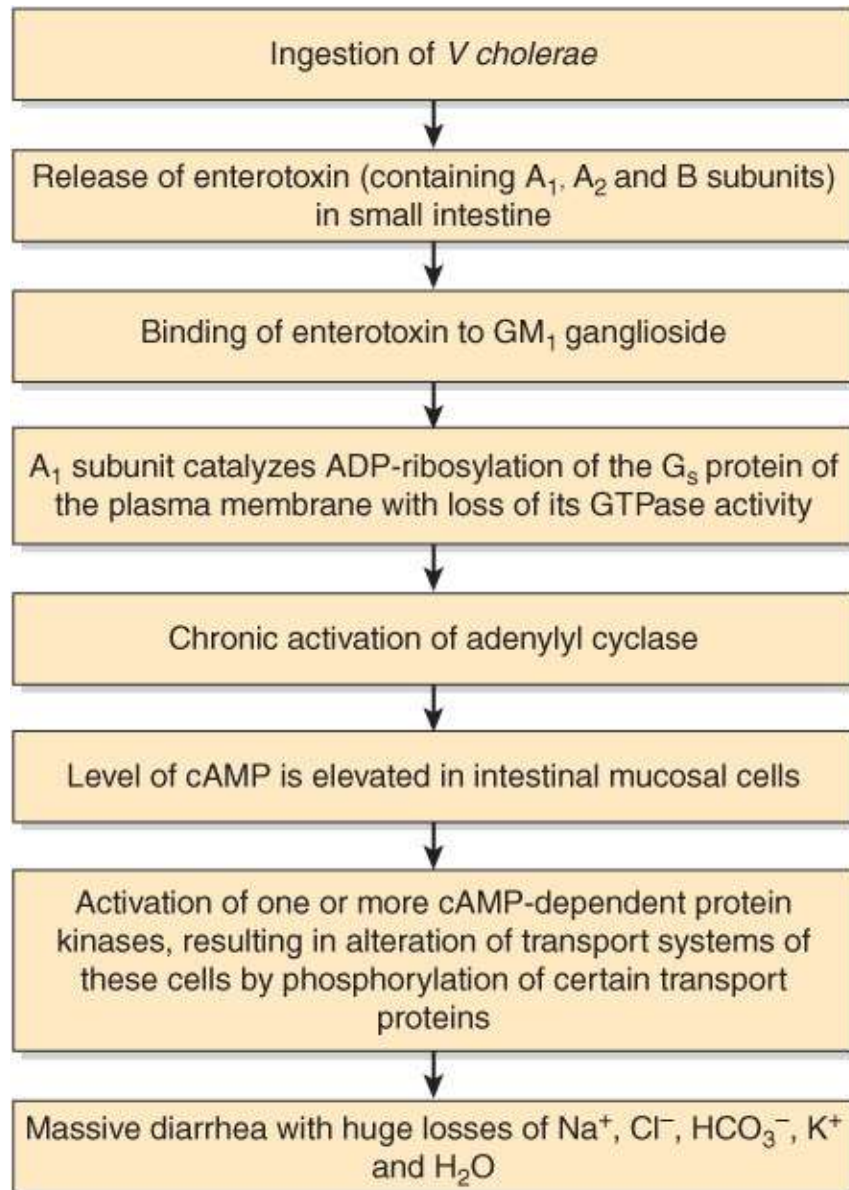 Ingestion of V cholerae
Release of enterotoxin (containing A₁, A₂ and B subunits)
in small intestine
Binding of enterotoxin to GM₁ ganglioside
A₁ subunit catalyzes ADP-ribosylation of the Gₛ protein of
the plasma membrane with loss of its GTPase activity
Chronic activation of adenylyl cyclase
Level of cAMP is elevated in intestinal mucosal cells
Activation of one or more cAMP-dependent protein
kinases, resulting in alteration of transport systems of
these cells by phosphorylation of certain transport
proteins
Massive diarrhea with huge losses of Na⁺, Cl⁻, HCO₃⁻, K⁺
and H₂O